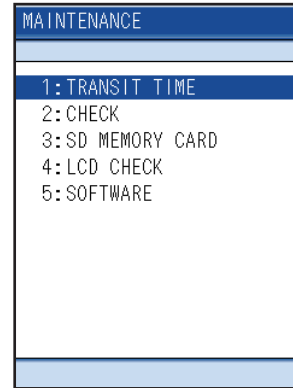 MAINTENANCE
1:TRANSIT TIME
2:CHECK
3:SD MEMORY CARD
4:LCD CHECK
5:SOFTWARE